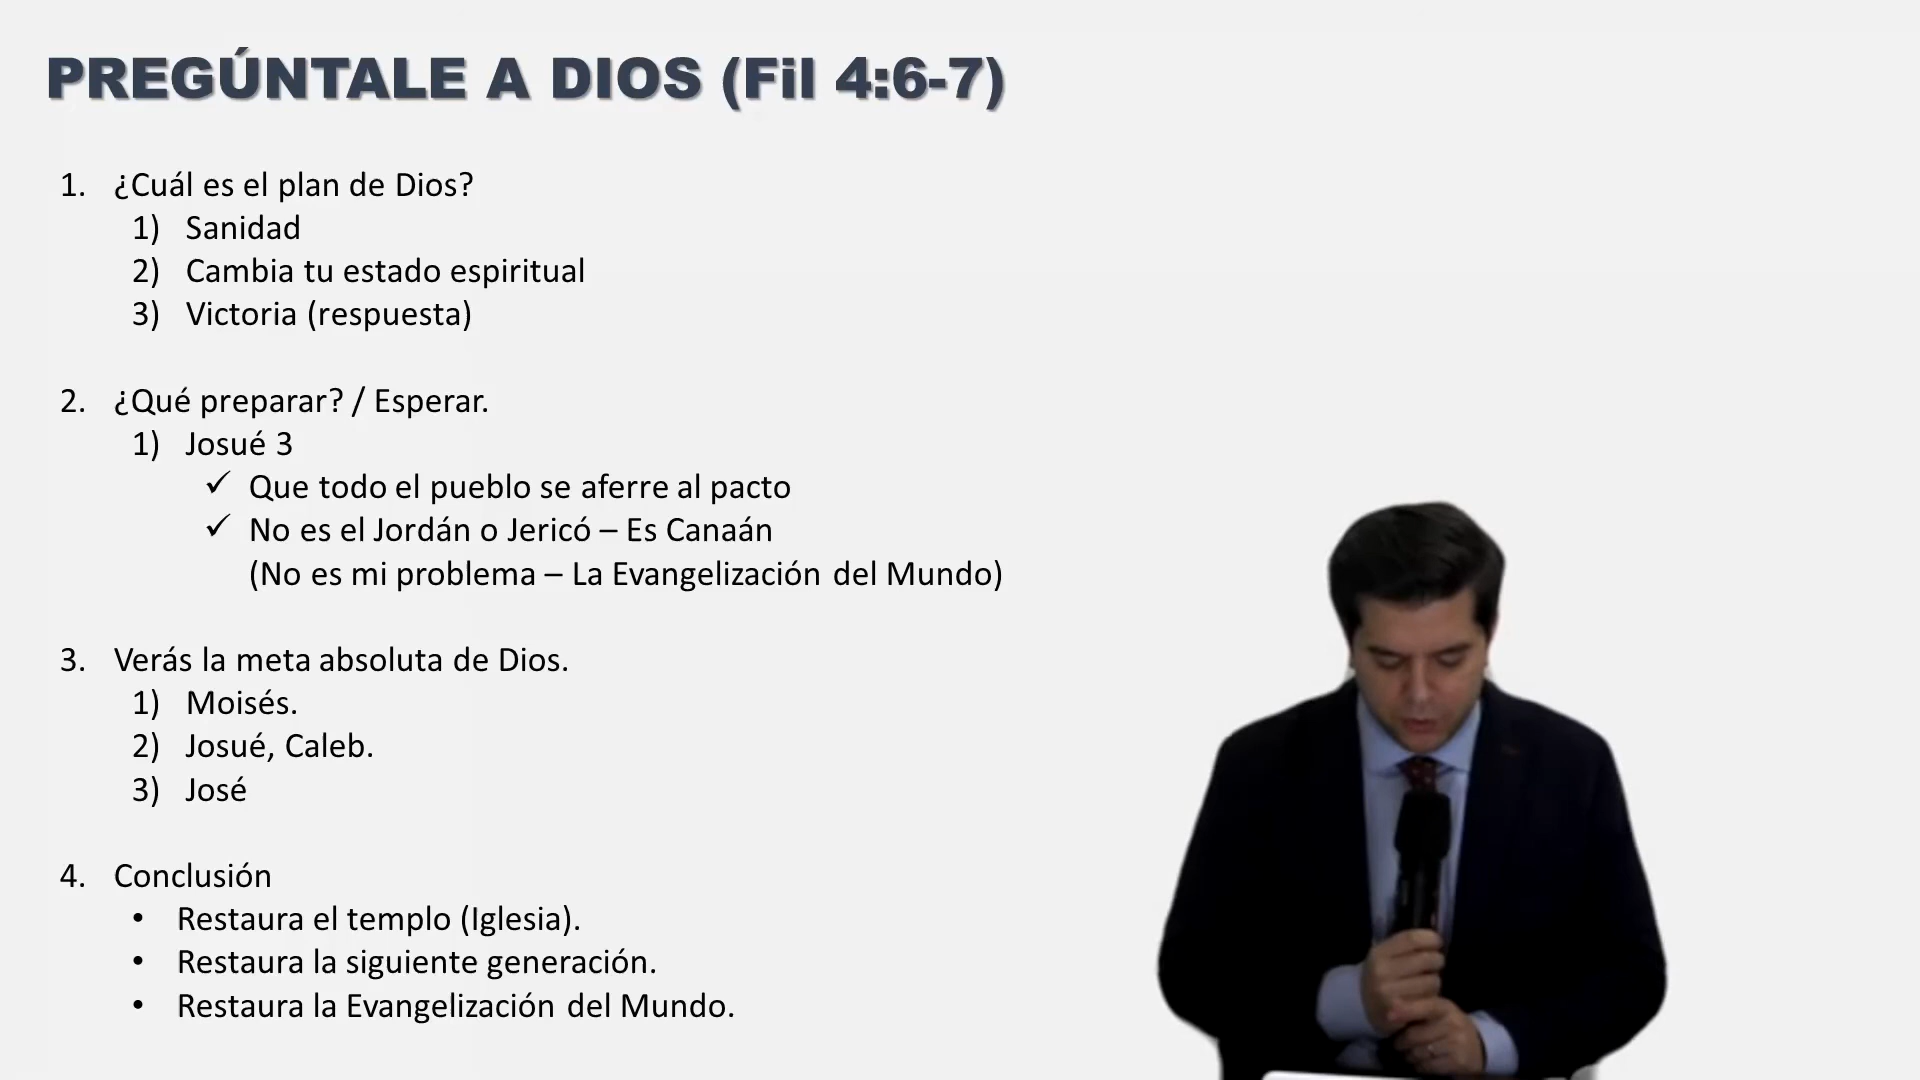 PREGÚNTALE A DIOS (Fil 4:6-7)
1. ¿Cuál es el plan de Dios?
1) Sanidad
2) Cambia tu estado espiritual
3) Victoria (respuesta)
2. ¿Qué preparar? / Esperar.
1) Josué 3
✓ Que todo el pueblo se aferre al pacto
✓ No es el Jordán o Jericó – Es Canaán
(No es mi problema – La Evangelización del Mundo)
3. Verás la meta absoluta de Dios.
1) Moisés.
2) Josué, Caleb.
3) José
4. Conclusión
• Restaura el templo (Iglesia).
• Restaura la siguiente generación.
• Restaura la Evangelización del Mundo.